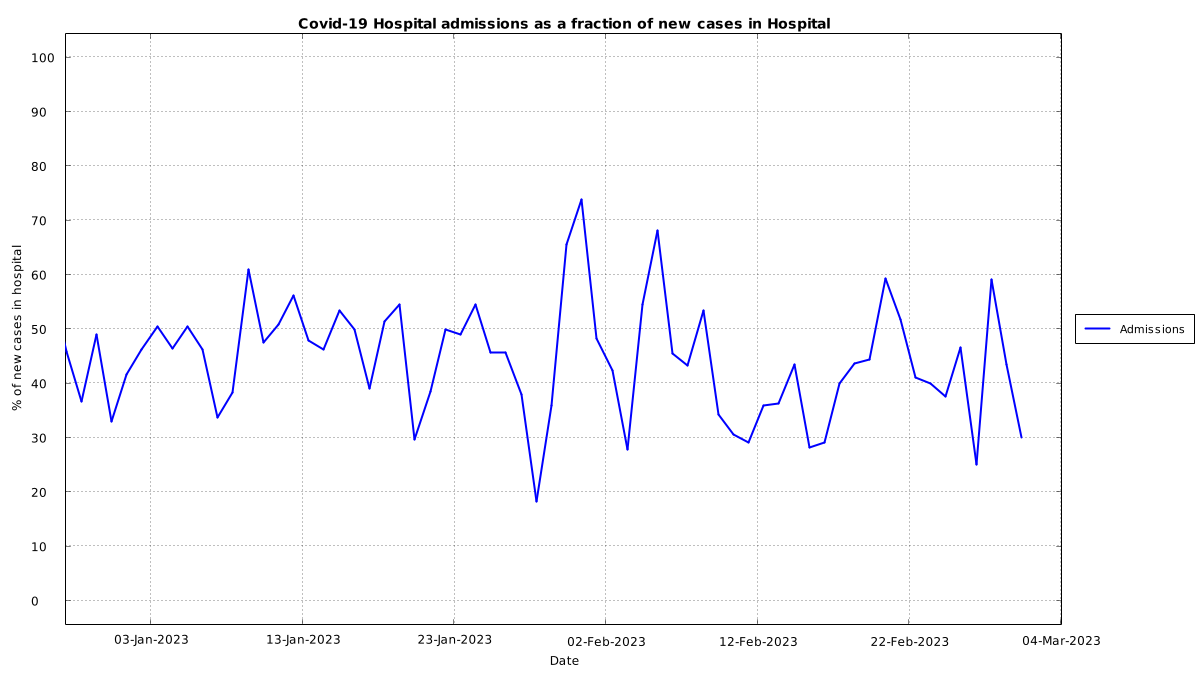 Covid-19 Hospital admissions as a fraction of new cases in Hospital
100
90
80
70
60
50
40
30
20
10
0
% of new cases in hospital
03-Jan-2023
13-Jan-2023
23-Jan-2023
02-Feb-2023
12-Feb-2023
22-Feb-2023
04-Mar-2023
Date
Admissions